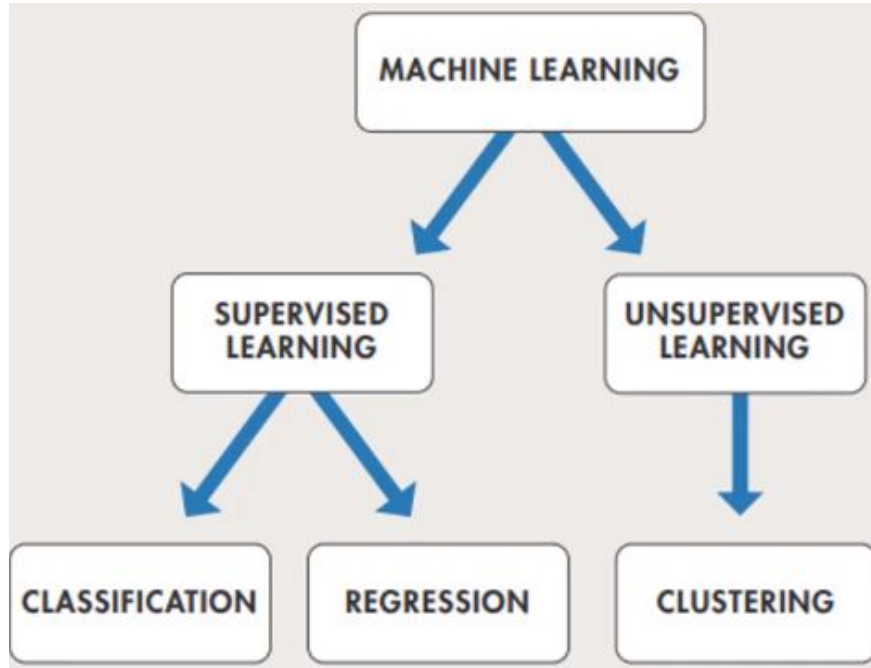 MACHINE LEARNING
SUPERVISED
LEARNING
UNSUPERVISED
LEARNING
CLASSIFICATION
REGRESSION
CLUSTERING